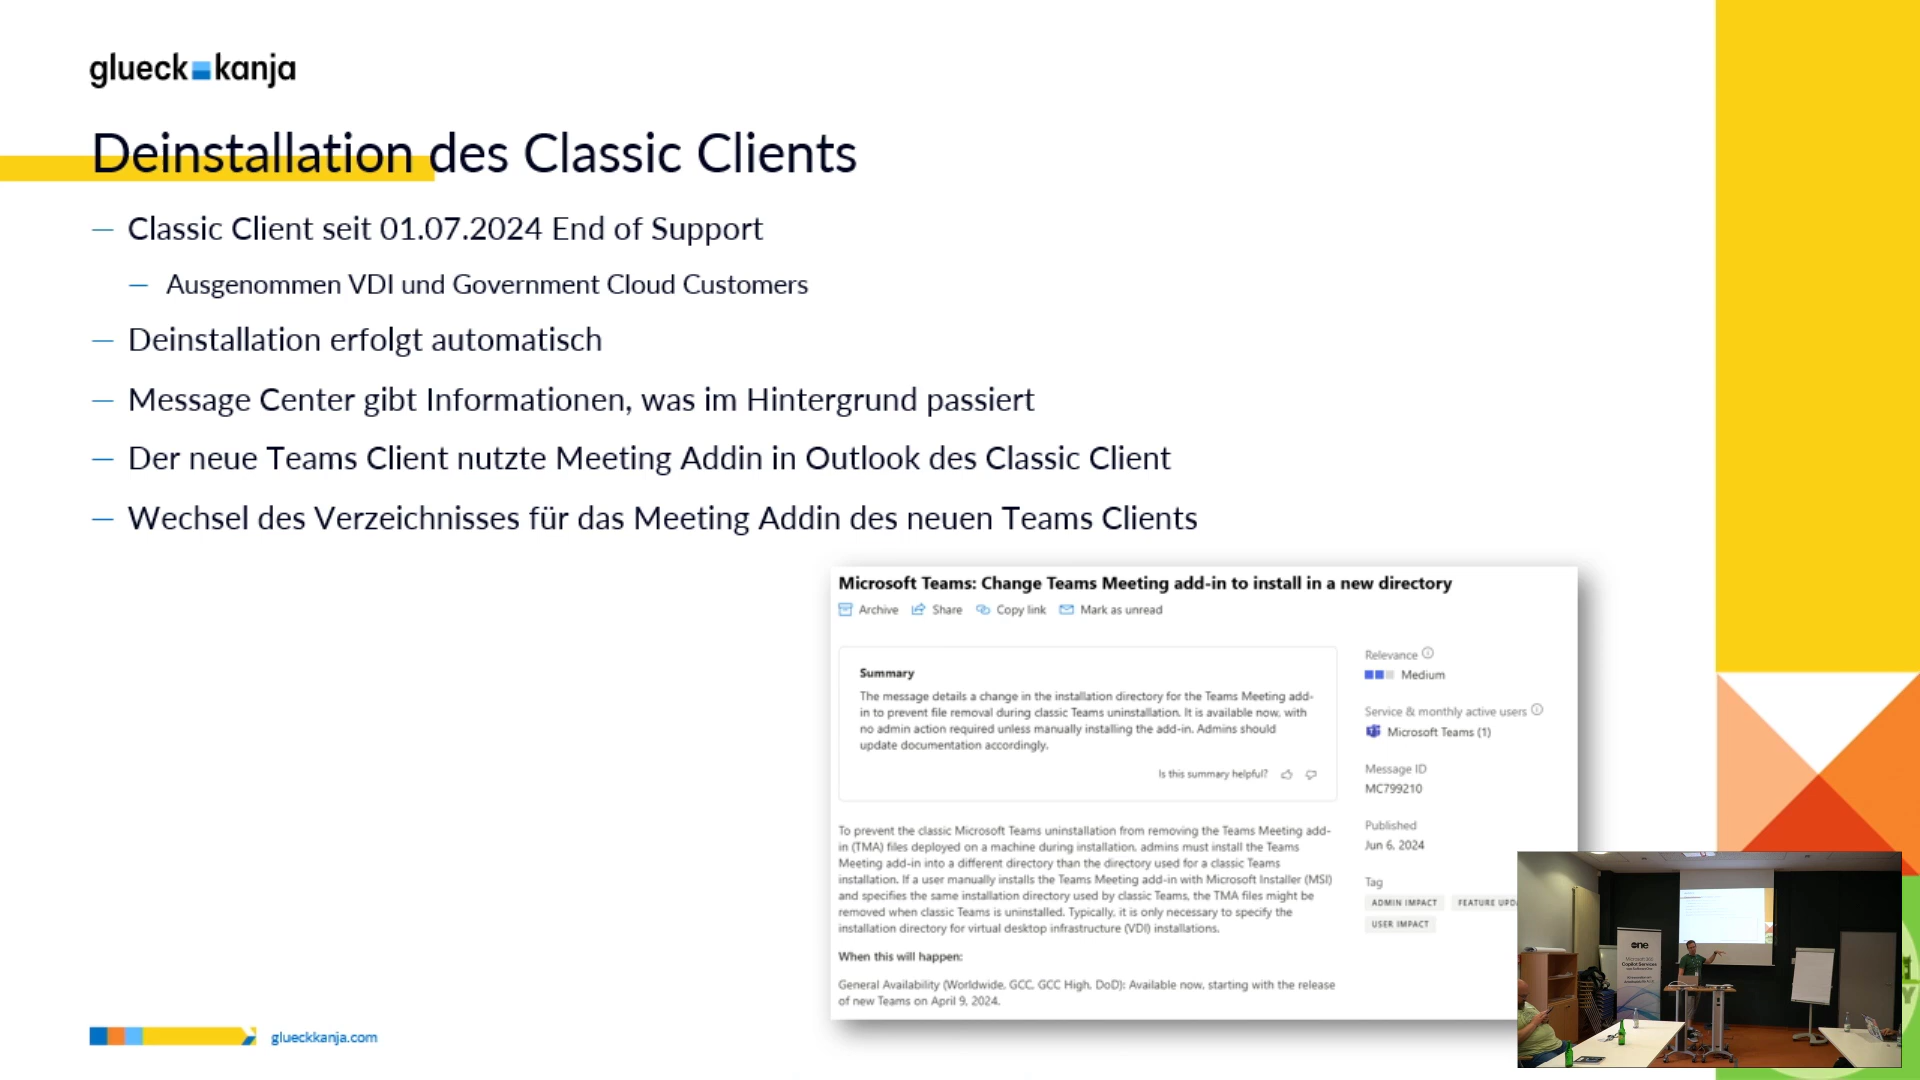 glueck kanja
Deinstallation des Classic Clients
— Classic Client seit 01.07.2024 End of Support
— Ausgenommen VDI und Government Cloud Customers
— Deinstallation erfolgt automatisch
— Message Center gibt Informationen, was im Hintergrund passiert
— Der neue Teams Client nutzte Meeting Addin in Outlook des Classic Client
— Wechsel des Verzeichnisses für das Meeting Addin des neuen Teams Clients
Microsoft Teams: Change Teams Meeting add-in to install in a new directory
Archive Share Copy link Mark as unread
Summary
The message details a change in the installation directory for the Teams Meeting add-
in to prevent file removal during classic Teams uninstallation. It is available now, with
no admin action required unless manually installing the add-in. Admins should
update documentation accordingly.
Is this summary helpful?
To prevent the classic Microsoft Teams uninstallation from removing the Teams Meeting add-
in (TMA) files deployed on a machine during installation, admins must install the Teams
Meeting add-in into a different directory than the directory used for a classic Teams
installation. If a user manually installs the Teams Meeting add-in with Microsoft Installer (MSI)
and specifies the same installation directory used by classic Teams, the TMA files might be
removed when classic Teams is uninstalled. Typically, it is only necessary to specify the
installation directory for virtual desktop infrastructure (VDI) installations.
When this will happen:
General Availability (Worldwide, GCC, GCC High, DoD): Available now, starting with the release
of new Teams on April 9, 2024.
Relevance
Medium
Service & monthly active users
Microsoft Teams (1)
Message ID
MC799210
Published
Jun 6, 2024
Tag
ADMIN IMPACT FEATURE UPD
USER IMPACT
one
Copilot Services
glueckkanja.com